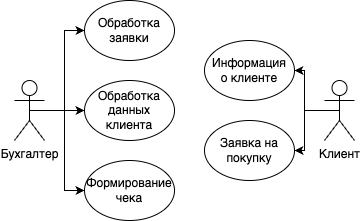 Обработка
заявки
Информация
о клиенте
Обработка
данных
клиента
Бухгалтер
Заявка на
покупку
Клиент
Формирование
чека